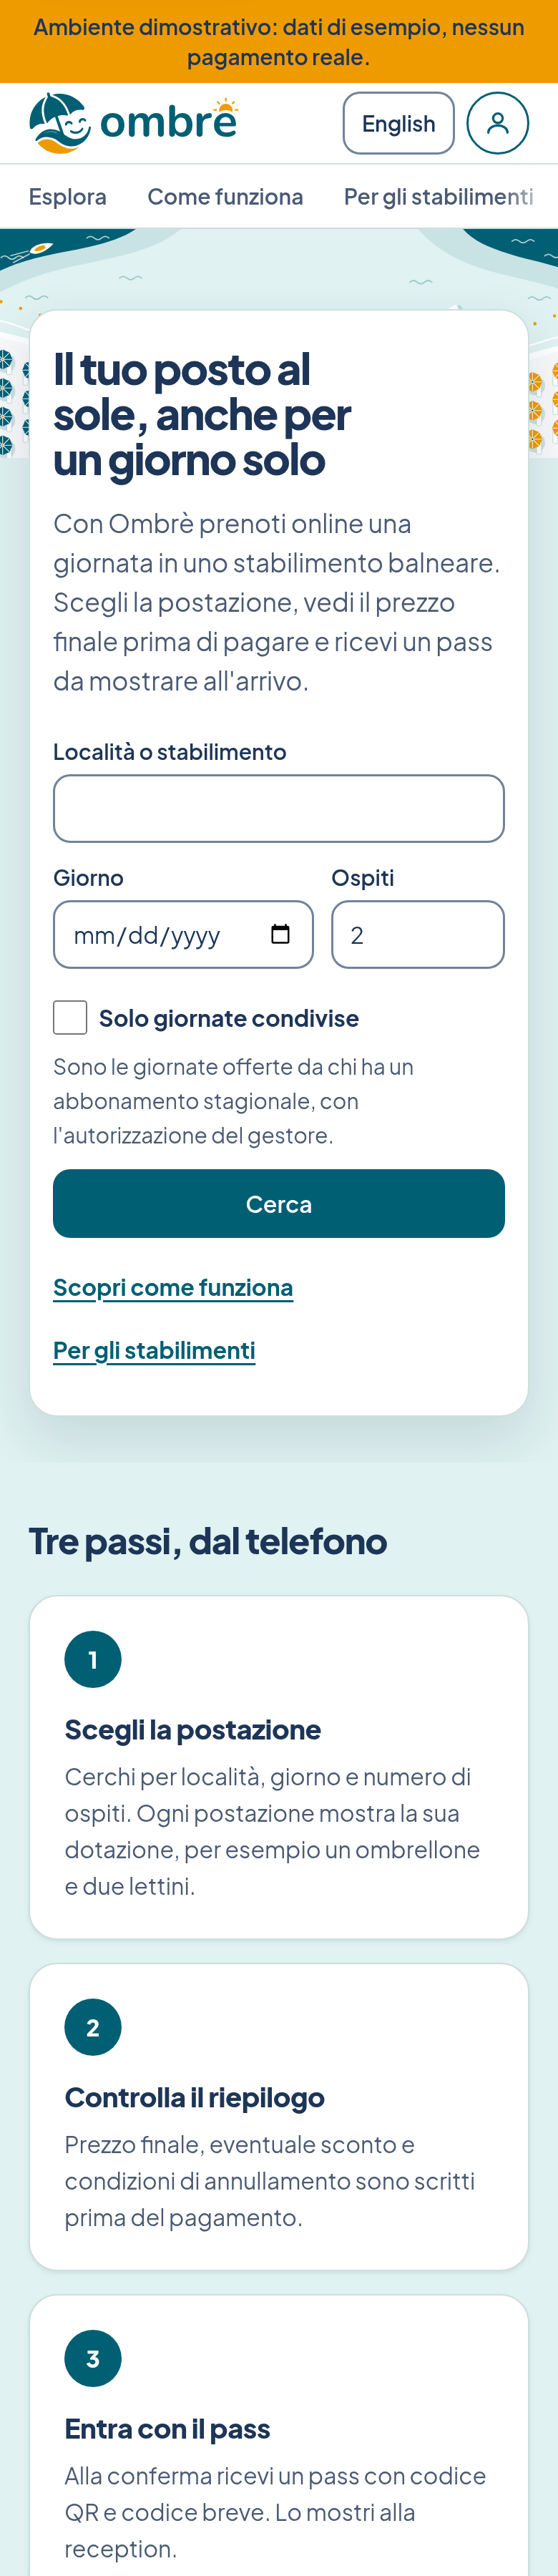 Ambiente dimostrativo: dati di esempio, nessun
pagamento reale.
ombrè
English
Esplora
Come funziona
Per gli stabilimenti
Il tuo posto al
sole, anche per
un giorno solo
Con Ombrè prenoti online una
giornata in uno stabilimento balneare.
Scegli la postazione, vedi il prezzo
finale prima di pagare e ricevi un pass
da mostrare all'arrivo.
Località o stabilimento
Giorno
Ospiti
mm/dd/yyyy
2
Solo giornate condivise
Sono le giornate offerte da chi ha un
abbonamento stagionale, con
l'autorizzazione del gestore.
Cerca
Scopri come funziona
Per gli stabilimenti
Tre passi, dal telefono
1
Scegli la postazione
Cerchi per località, giorno e numero di
ospiti. Ogni postazione mostra la sua
dotazione, per esempio un ombrellone
e due lettini.
2
Controlla il riepilogo
Prezzo finale, eventuale sconto e
condizioni di annullamento sono scritti
prima del pagamento.
3
Entra con il pass
Alla conferma ricevi un pass con codice
QR e codice breve. Lo mostri alla
reception.